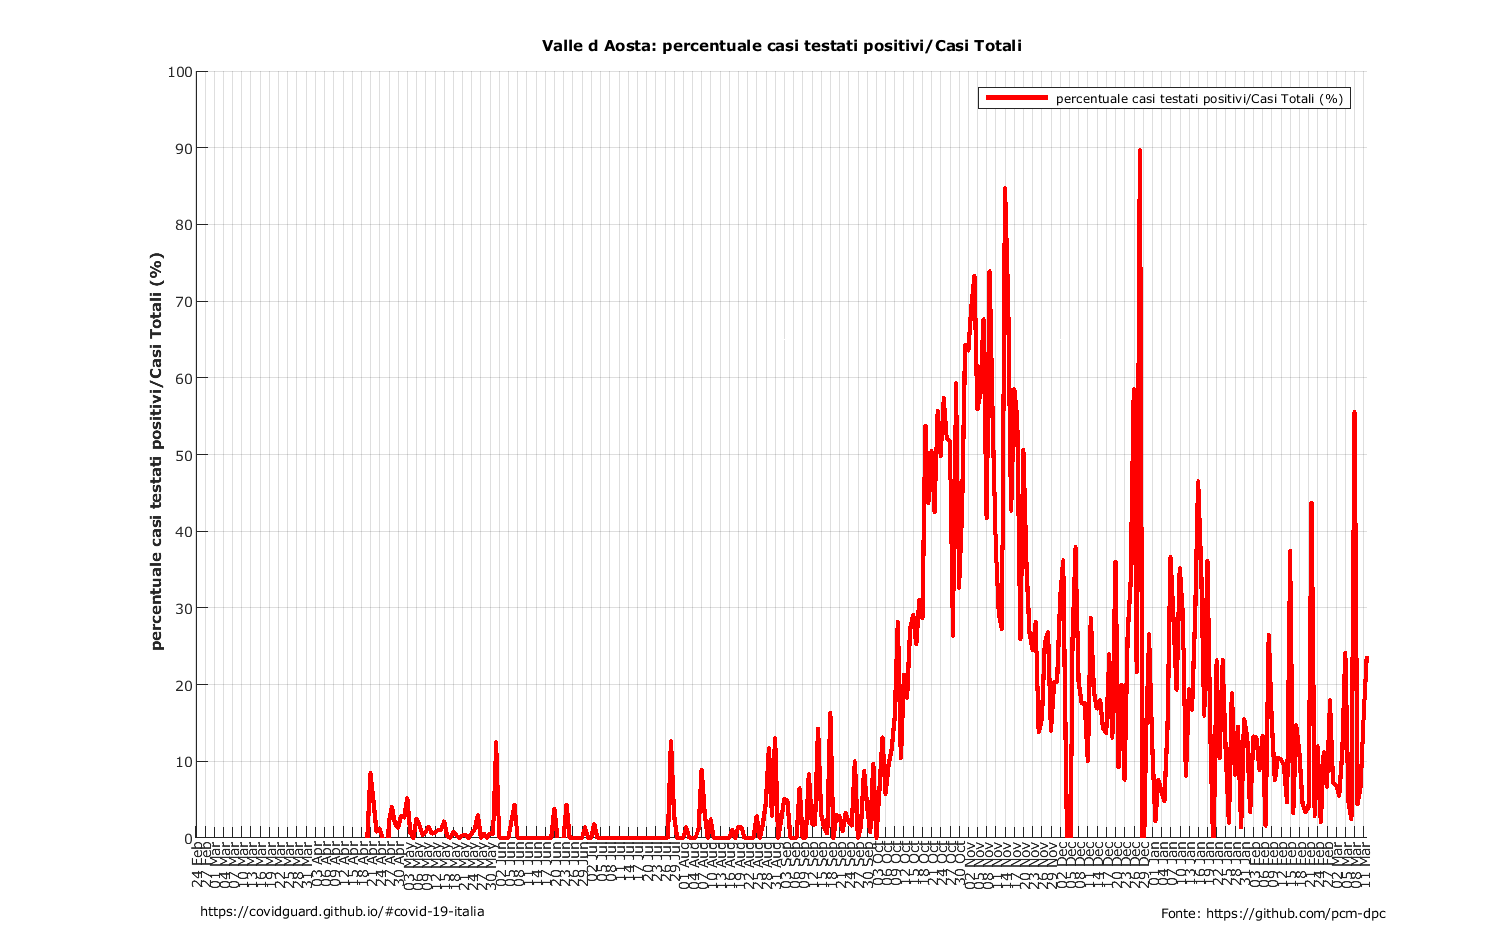 Valle d Aosta: percentuale casi testati positivi/Casi Totali
percentuale casi testati positivi/Casi Totali (%)
percentuale casi testati positivi/Casi Totali (%)
100
90
80
70
60
50
40
30
20
10
0
24 Feb
27 Feb
01 Mar
04 Mar
07 Mar
10 Mar
13 Mar
16 Mar
19 Mar
22 Mar
25 Mar
28 Mar
31 Mar
03 Apr
06 Apr
09 Apr
12 Apr
15 Apr
18 Apr
21 Apr
24 Apr
27 Apr
30 Apr
03 May
06 May
09 May
12 May
15 May
18 May
21 May
24 May
27 May
30 May
02 Jun
05 Jun
08 Jun
11 Jun
14 Jun
17 Jun
20 Jun
23 Jun
26 Jun
29 Jun
02 Jul
05 Jul
08 Jul
11 Jul
14 Jul
17 Jul
20 Jul
23 Jul
26 Jul
29 Jul
01 Aug
04 Aug
07 Aug
10 Aug
13 Aug
16 Aug
19 Aug
22 Aug
25 Aug
28 Aug
31 Aug
03 Sep
06 Sep
09 Sep
12 Sep
15 Sep
18 Sep
21 Sep
24 Sep
27 Sep
30 Sep
03 Oct
06 Oct
09 Oct
12 Oct
15 Oct
18 Oct
21 Oct
24 Oct
27 Oct
30 Oct
02 Nov
05 Nov
08 Nov
11 Nov
14 Nov
17 Nov
20 Nov
23 Nov
26 Nov
29 Nov
02 Dec
05 Dec
08 Dec
11 Dec
14 Dec
17 Dec
20 Dec
23 Dec
26 Dec
29 Dec
01 Jan
04 Jan
07 Jan
10 Jan
13 Jan
16 Jan
19 Jan
22 Jan
25 Jan
28 Jan
31 Jan
03 Feb
06 Feb
09 Feb
12 Feb
15 Feb
18 Feb
21 Feb
24 Feb
27 Feb
02 Mar
05 Mar
08 Mar
11 Mar
https://covidguard.github.io/#covid-19-italia
Fonte: https://github.com/pcm-dpc